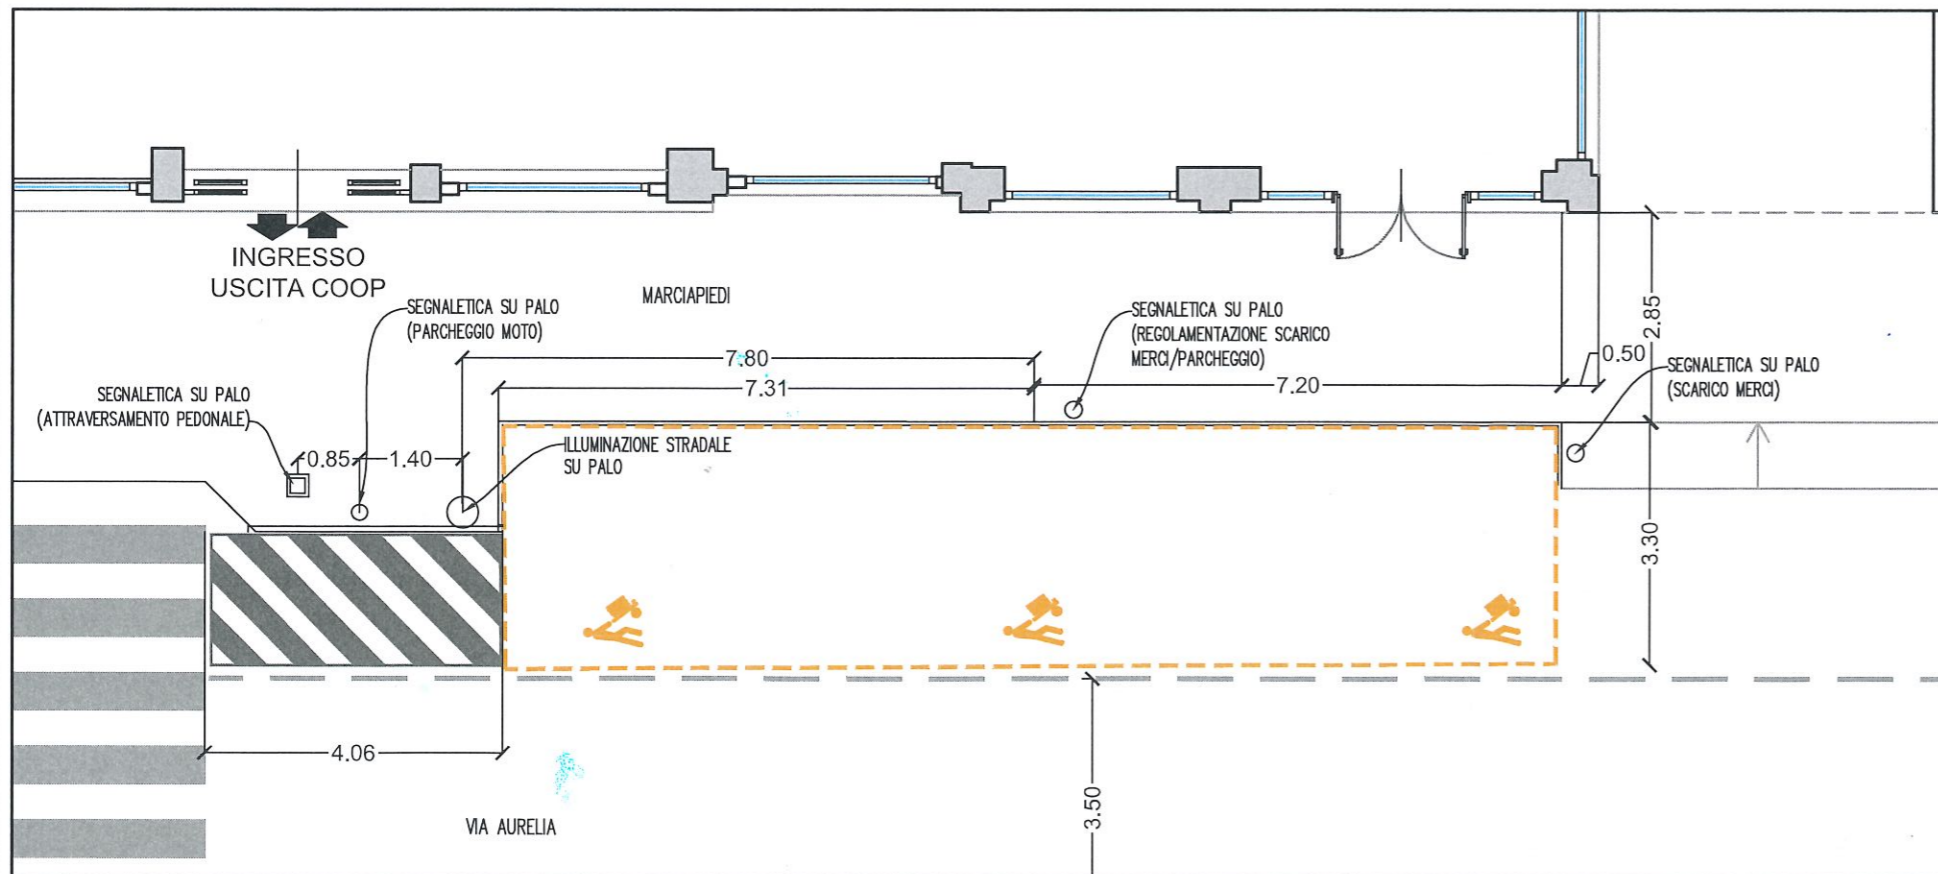 INGRESSO
USCITA COOP
MARCIAPIEDI
SEGNALETICA SU PALO
(PARCHEGGIO MOTO)
SEGNALETICA SU PALO
(REGOLAMENTAZIONE SCARICO
MERCI/PARCHEGGIO)
2.85
7.80
0.50
SEGNALETICA SU PALO
(SCARICO MERCI)
7.31
7.20
SEGNALETICA SU PALO
(ATTRAVERSAMENTO PEDONALE)
ILLUMINAZIONE STRADALE
SU PALO
0.85
1.40
3.30
4.06
3.50
VIA AURELIA